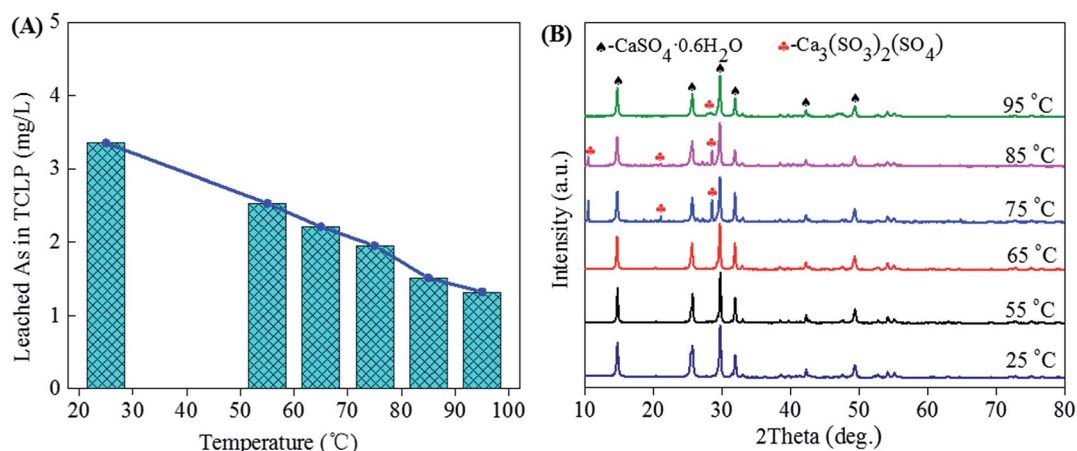 (A)
Leached As in TCLP (mg/L)
5
4
3
2
1
0
20 30 40 50 60 70 80 90 100
Temperature (℃)
(B)
♠-CaSO₄·0.6H₂O ♣-Ca₃(SO₃)₂(SO₄)
Intensity (a.u.)
95 °C
85 °C
75 °C
65 °C
55 °C
25 °C
10 20 30 40 50 60 70 80
2Theta (deg.)